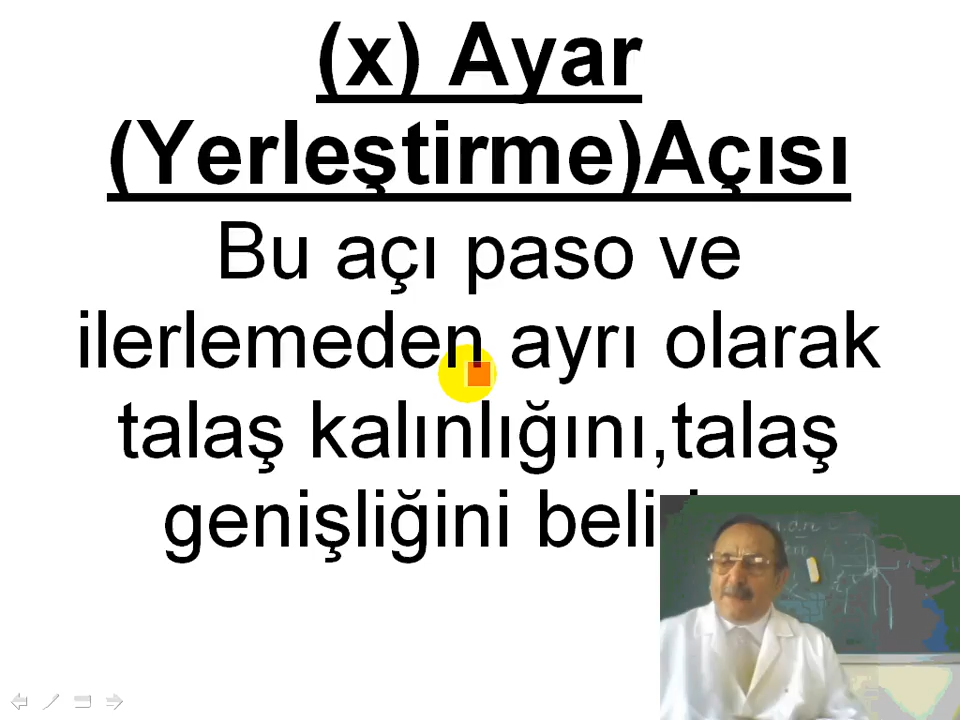 (x) Ayar
(Yerleştirme)Açısı
Bu açı paso ve
ilerlemeden ayrı olarak
talaş kalınlığını,talaş
genişliğini